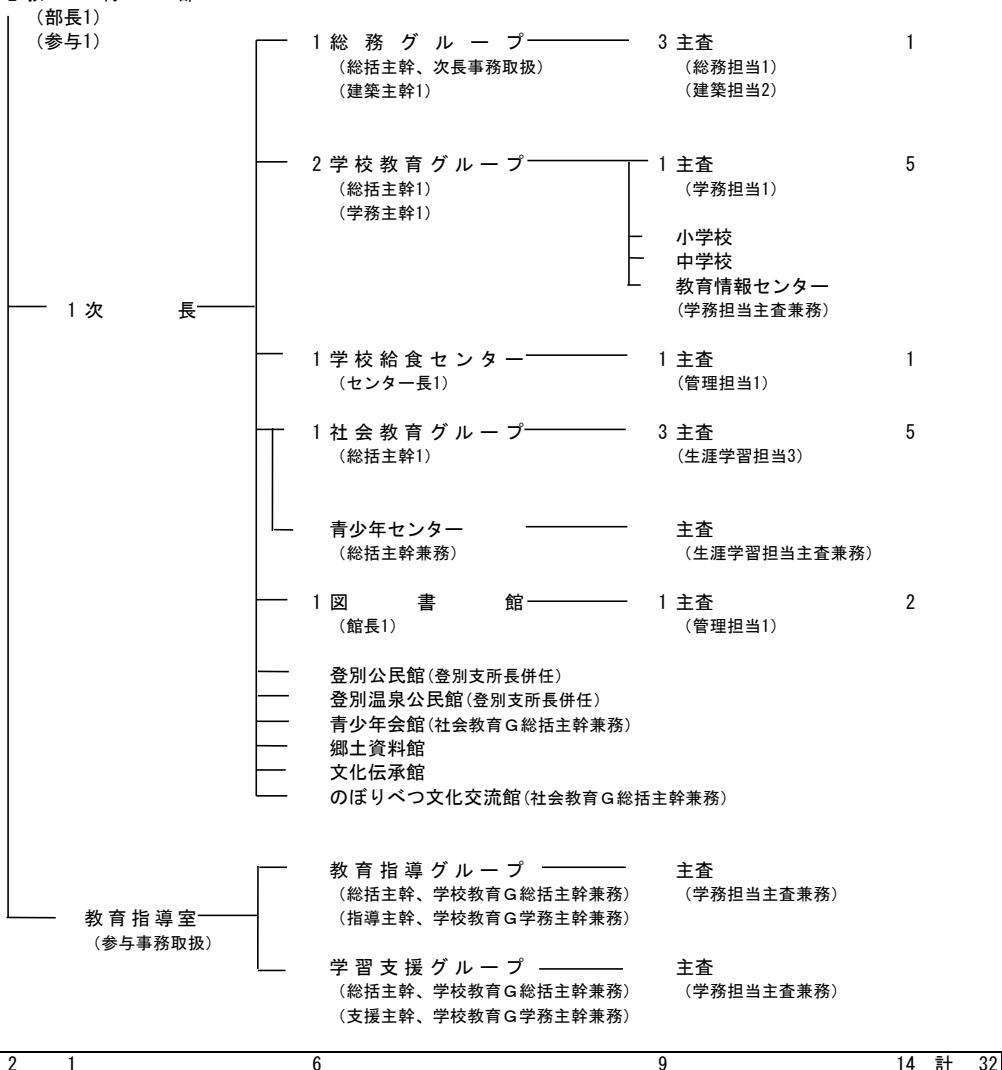 （部長1）
（参与1）
1 総務グループ 3 主査 1
（総括主幹、次長事務取扱） （総務担当1）
（建築主幹1） （建築担当2）
2 学校教育グループ 1 主査 5
（総括主幹1） （学務担当1）
（学務主幹1）
小学校
中学校
教育情報センター
1 次長 （学務担当主査兼務）
1 学校給食センター 1 主査 1
（センター長1） （管理担当1）
1 社会教育グループ 3 主査 5
（総括主幹1） （生涯学習担当3）
青少年センター 主査
（総括主幹兼務） （生涯学習担当主査兼務）
1 図書館 1 主査 2
（館長1） （管理担当1）
登別公民館(登別支所長併任)
登別温泉公民館(登別支所長併任)
青少年会館(社会教育Ｇ総括主幹兼務)
郷土資料館
文化伝承館
のぼりべつ文化交流館(社会教育Ｇ総括主幹兼務)
教育指導グループ 主査
（総括主幹、学校教育Ｇ総括主幹兼務） （学務担当主査兼務）
教育指導室 （指導主幹、学校教育Ｇ学務主幹兼務）
（参与事務取扱）
学習支援グループ 主査
（総括主幹、学校教育Ｇ総括主幹兼務） （学務担当主査兼務）
（支援主幹、学校教育Ｇ学務主幹兼務）
2 1 6 9 14 計 32